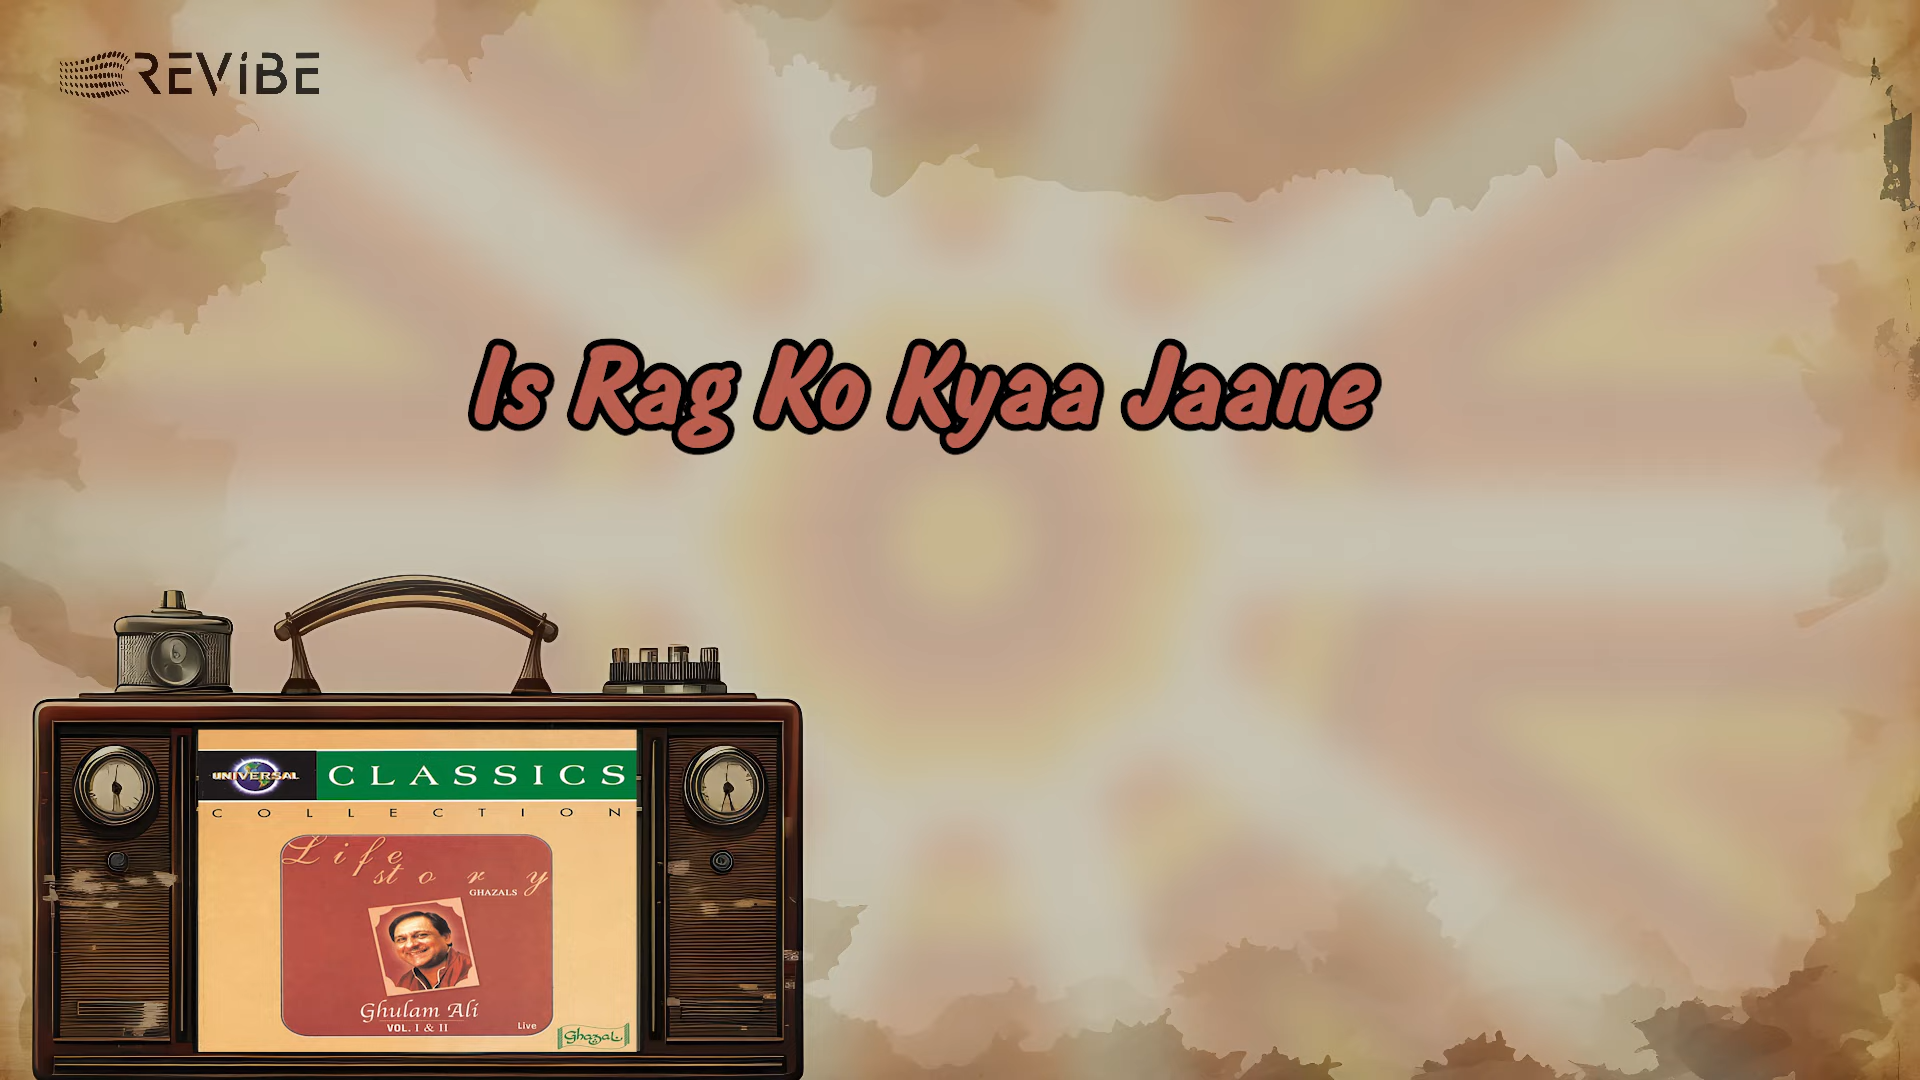 REViBE
Is Rag Ko Kyaa Jaane
UNIVERSAL
CLASSICS
COLLECTION
Life
story
GHAZALS
Ghulam Ali
VOL. I & II
Live
Ghazal